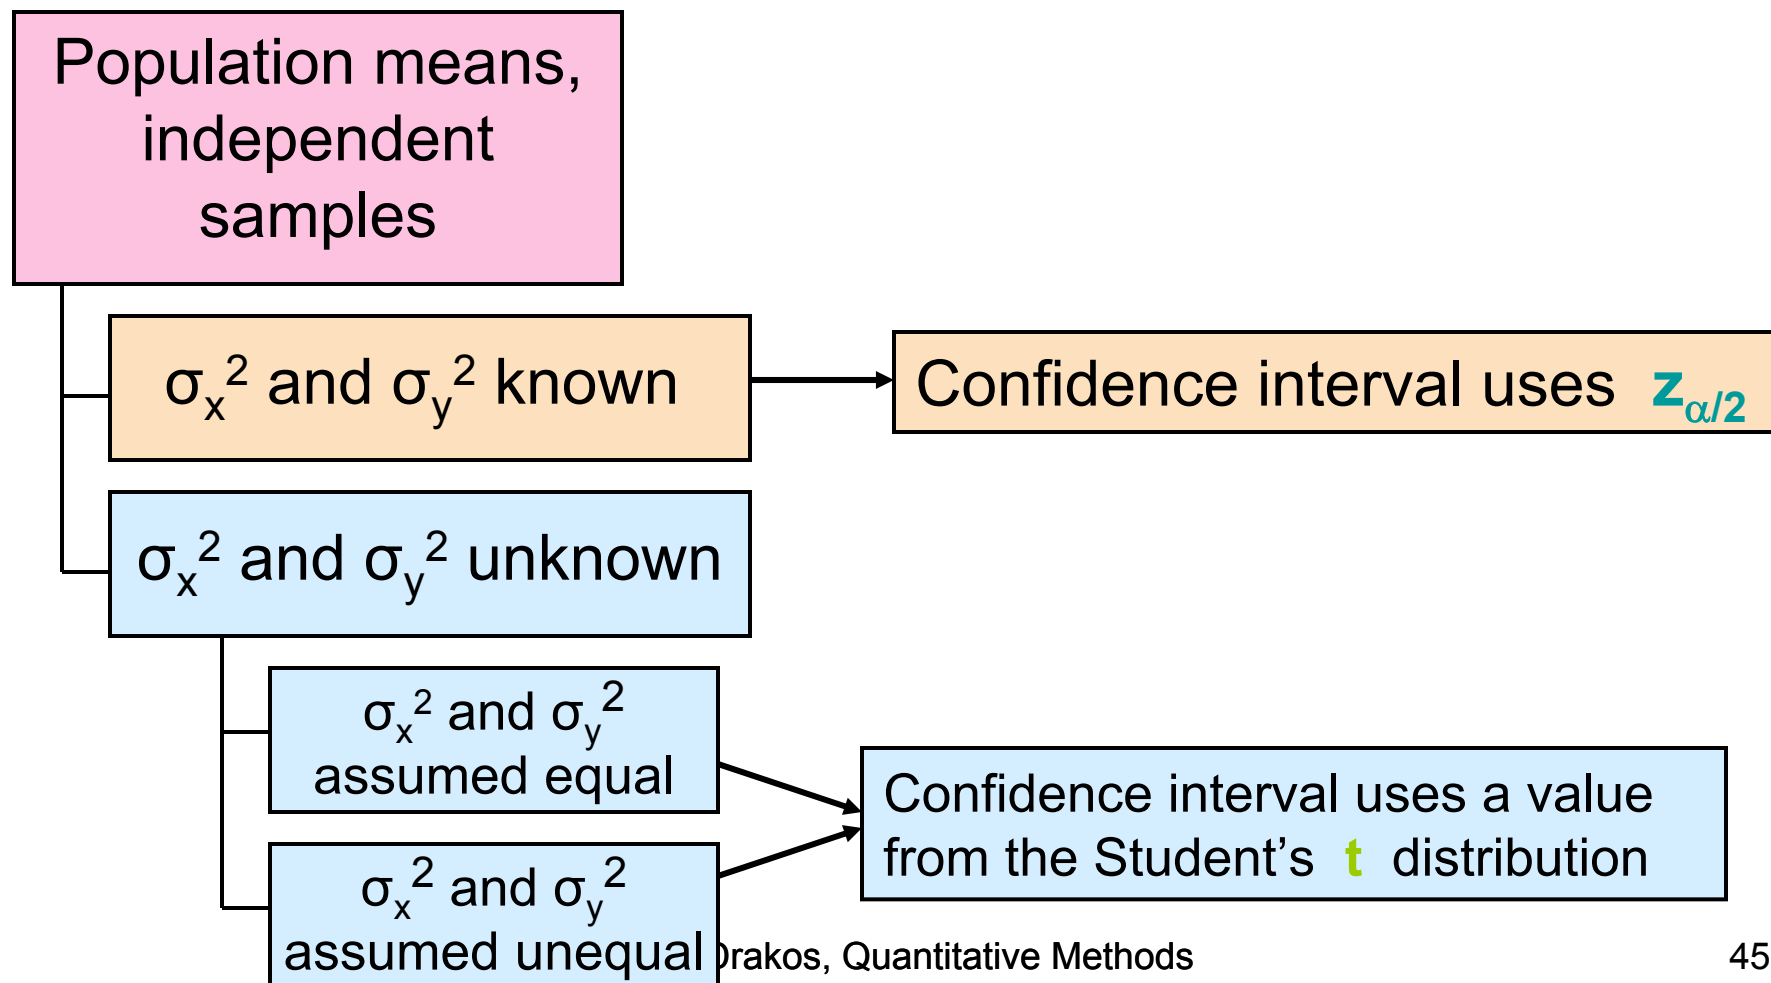 Population means,
independent
samples
σx² and σy² known
Confidence interval uses zα/2
σx² and σy² unknown
σx² and σy²
assumed equal
Confidence interval uses a value
from the Student’s t distribution
σx² and σy²
assumed unequal
Drakos, Quantitative Methods
45